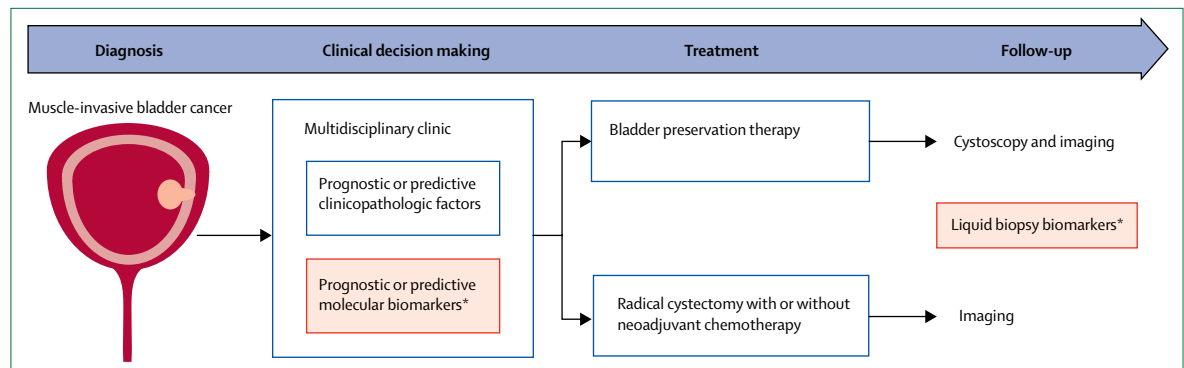 Diagnosis
Clinical decision making
Treatment
Follow-up
Muscle-invasive bladder cancer
Multidisciplinary clinic
Prognostic or predictive
clinicopathologic factors
Prognostic or predictive
molecular biomarkers*
Bladder preservation therapy
Radical cystectomy with or without
neoadjuvant chemotherapy
Cystoscopy and imaging
Liquid biopsy biomarkers*
Imaging